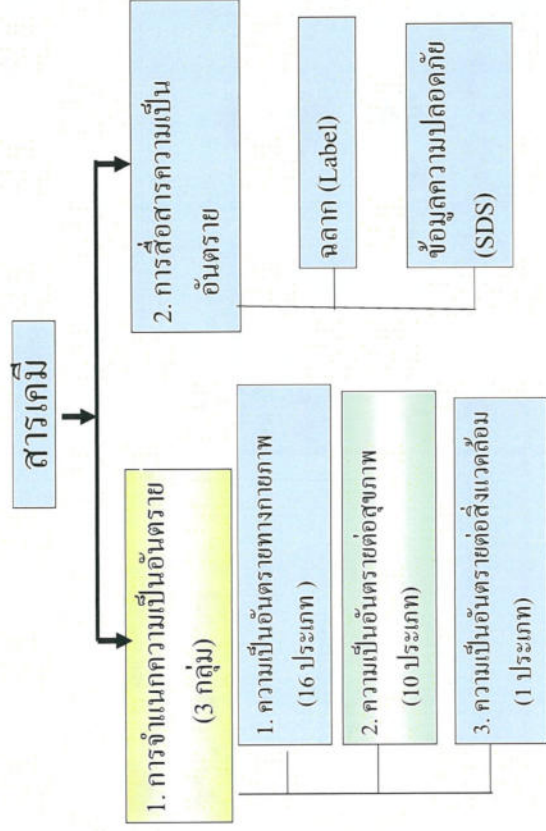 สารเคมี
1. การจำแนกความเป็นอันตราย
(3 กลุ่ม)
1. ความเป็นอันตรายทางกายภาพ
(16 ประเภท )
2. ความเป็นอันตรายต่อสุขภาพ
(10 ประเภท)
3. ความเป็นอันตรายต่อสิ่งแวดล้อม
(1 ประเภท)
2. การสื่อสารความเป็น
อันตราย
ฉลาก (Label)
ข้อมูลความปลอดภัย
(SDS)